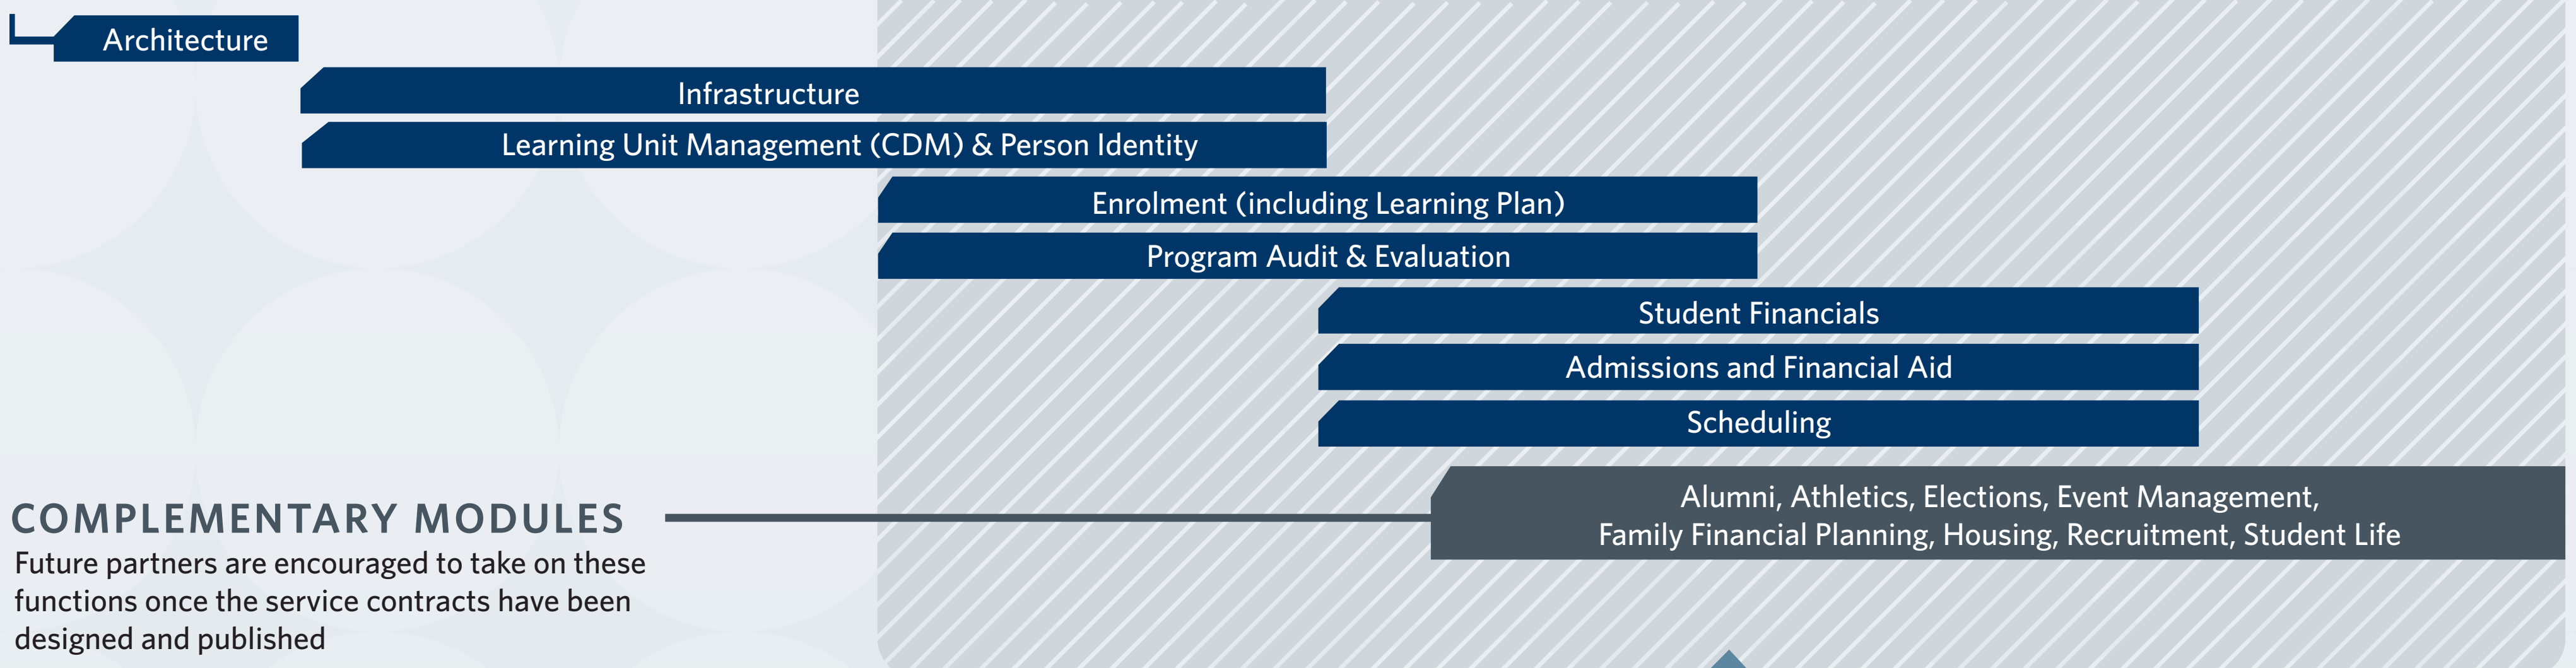 Architecture
Infrastructure
Learning Unit Management (CDM) & Person Identity
Enrolment (including Learning Plan)
Program Audit & Evaluation
Student Financials
Admissions and Financial Aid
Scheduling
Alumni, Athletics, Elections, Event Management,
Family Financial Planning, Housing, Recruitment, Student Life
COMPLEMENTARY MODULES
Future partners are encouraged to take on these
functions once the service contracts have been
designed and published